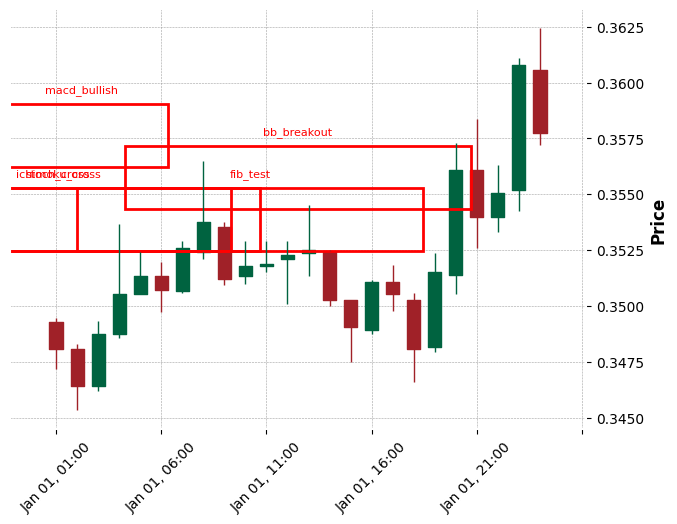 macd_bullish
bb_breakout
fib_test
0.3625
0.3600
0.3575
0.3550
0.3525
0.3500
0.3475
0.3450
Price
Jan 01, 01:00
Jan 01, 06:00
Jan 01, 11:00
Jan 01, 16:00
Jan 01, 21:00